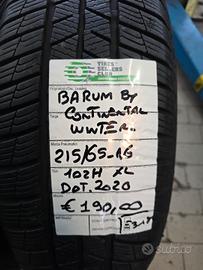 TYRES
SELLERS
CLUB
BARUM BY
CONTINENTAL
WINTER..
215/65-16
102H XL
DOT.2020
€190,00
subito